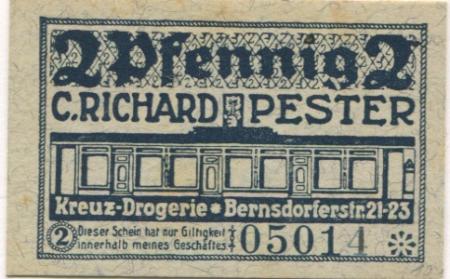 2 Pfennig 2
C. RICHARD PESTER
Kreuz-Drogerie * Bernsdorferstr. 21-23
2 Dieser Schein hat nur Giltigkeit
innerhalb meines Geschäftes 05014